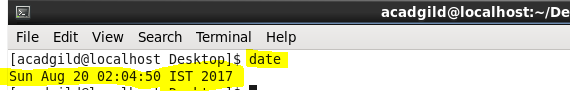 acadgild@localhost:~/De
File Edit View Search Terminal Help
[acadgild@localhost Desktop]$ date
Sun Aug 20 02:04:50 IST 2017